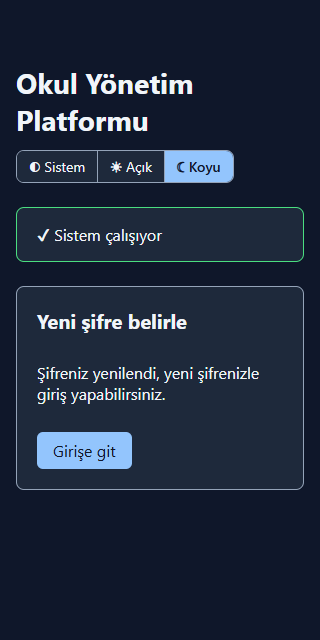 Okul Yönetim
Platformu
◐ Sistem ☀ Açık ☾ Koyu
✓ Sistem çalışıyor
Yeni şifre belirle
Şifreniz yenilendi, yeni şifrenizle
giriş yapabilirsiniz.
Girişe git